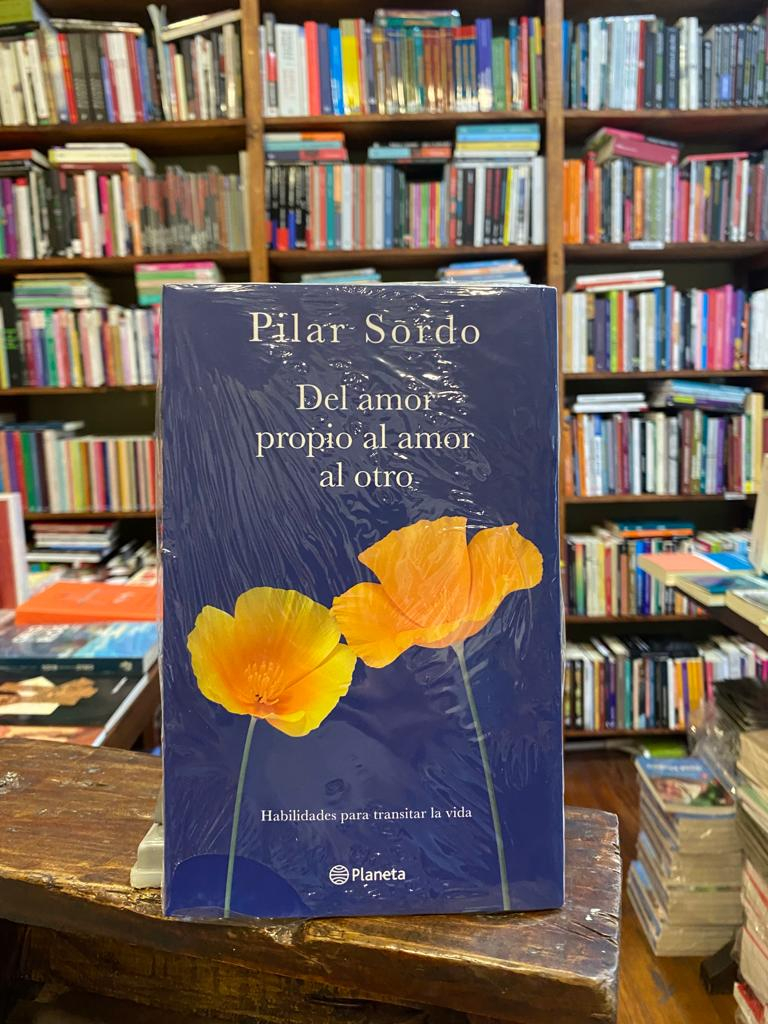 Pilar Sordo
Del amor
propio al amor
al otro
Habilidades para transitar la vida
Planeta